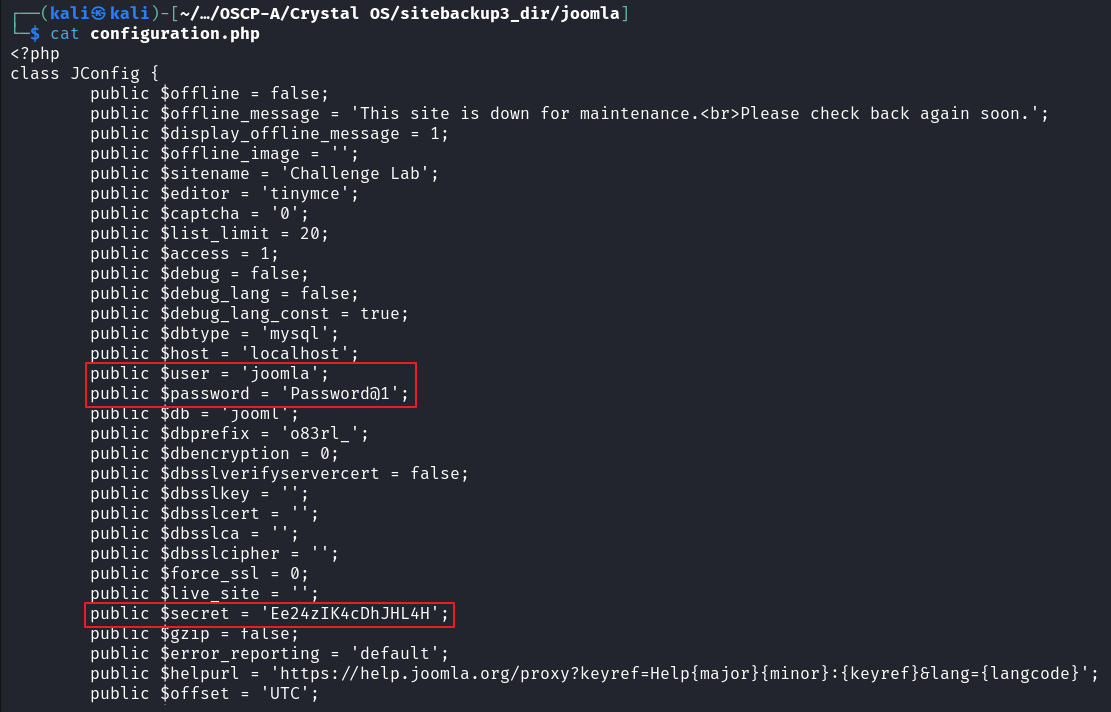 ┌──(kali㉿kali)-[~/…/OSCP-A/Crystal OS/sitebackup3_dir/joomla]
└─$ cat configuration.php
<?php
class JConfig {
        public $offline = false;
        public $offline_message = 'This site is down for maintenance.<br>Please check back again soon.';
        public $display_offline_message = 1;
        public $offline_image = '';
        public $sitename = 'Challenge Lab';
        public $editor = 'tinymce';
        public $captcha = '0';
        public $list_limit = 20;
        public $access = 1;
        public $debug = false;
        public $debug_lang = false;
        public $debug_lang_const = true;
        public $dbtype = 'mysql';
        public $host = 'localhost';
        public $user = 'joomla';
        public $password = 'Password@1';
        public $db = 'jooml';
        public $dbprefix = 'o83rl_';
        public $dbencryption = 0;
        public $dbsslverifyservercert = false;
        public $dbsslkey = '';
        public $dbsslcert = '';
        public $dbsslca = '';
        public $dbsslcipher = '';
        public $force_ssl = 0;
        public $live_site = '';
        public $secret = 'Ee24zIK4cDhJHL4H';
        public $gzip = false;
        public $error_reporting = 'default';
        public $helpurl = 'https://help.joomla.org/proxy?keyref=Help{major}{minor}:{keyref}&lang={langcode}';
        public $offset = 'UTC';